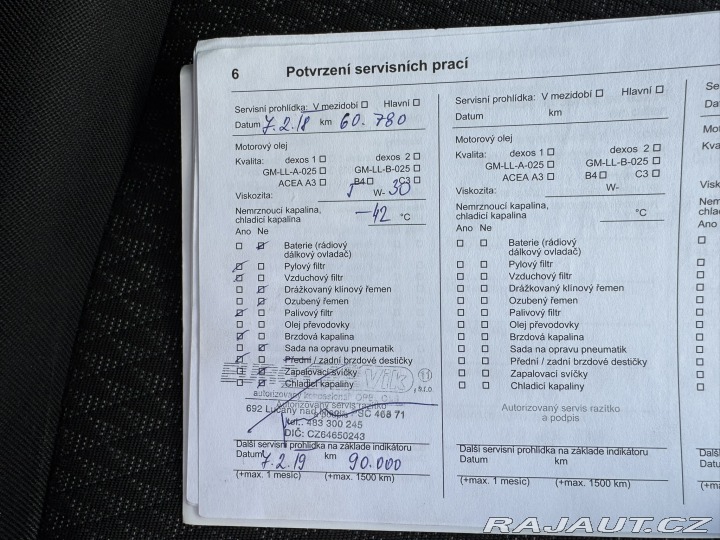 6 Potvrzení servisních prací
Servisní prohlídka: V mezidobí ☐ Hlavní ☐
Datum 7.2.18 km 60.780
Motorový olej
Kvalita: dexos 1 ☐ dexos 2 ☐
GM-LL-A-025 ☐ GM-LL-B-025 ☐
ACEA A3 ☐ B4 ☐ C3 ☐
Viskozita: 5 W- 30
Nemrznoucí kapalina,
chladicí kapalina -42 °C
Ano Ne
Baterie (rádiový
dálkový ovladač)
Pylový filtr
Vzduchový filtr
Drážkovaný klínový řemen
Ozubený řemen
Palivový filtr
Olej převodovky
Brzdová kapalina
Sada na opravu pneumatik
Přední / zadní brzdové destičky
Zapalovací svíčky
Chladicí kapaliny
s.r.o.
Autorizovaný servis razítko
692 Lučany nad PSČ 468 71
483 300 245
DIČ: CZ64650243
Další servisní prohlídka na základě indikátoru
Datum 7.2.19 km 90.000
(+max. 1 měsíc) (+max. 1500 km)
Servisní prohlídka: V mezidobí ☐ Hlavní ☐
Datum km
Motorový olej
Kvalita: dexos 1 ☐ dexos 2 ☐
GM-LL-A-025 ☐ GM-LL-B-025 ☐
ACEA A3 ☐ B4 ☐ C3 ☐
Viskozita: W-
Nemrznoucí kapalina,
chladicí kapalina °C
Ano Ne
Baterie (rádiový
dálkový ovladač)
Pylový filtr
Vzduchový filtr
Drážkovaný klínový řemen
Ozubený řemen
Palivový filtr
Olej převodovky
Brzdová kapalina
Sada na opravu pneumatik
Přední / zadní brzdové destičky
Zapalovací svíčky
Chladicí kapaliny
Autorizovaný servis razítko
a podpis
Další servisní prohlídka na základě indikátoru
Datum km
(+max. 1 měsíc) (+max. 1500 km)
Ano
RAJAUT.CZ